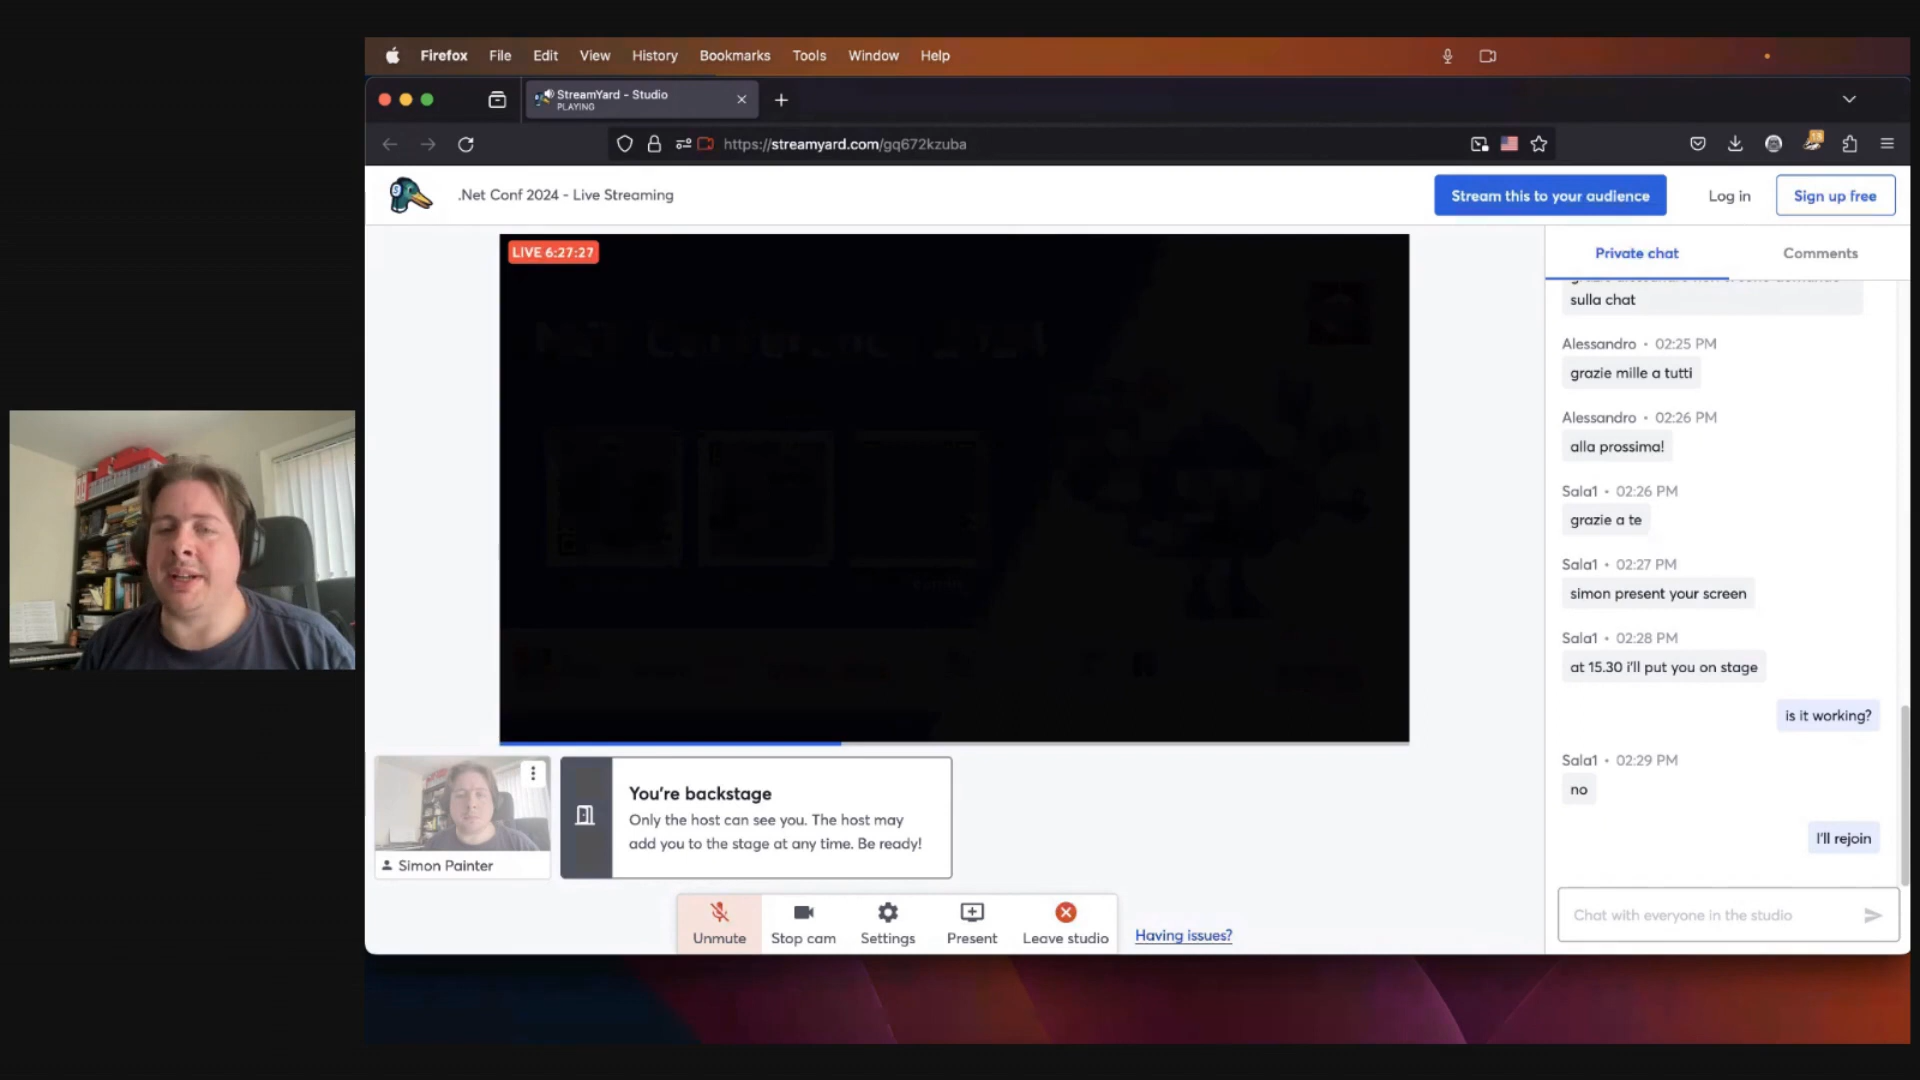 Firefox File Edit View History Bookmarks Tools Window Help
StreamYard - Studio
PLAYING
https://streamyard.com/gq672kzuba
.Net Conf 2024 - Live Streaming
Stream this to your audience
Log in
Sign up free
LIVE 6:27:27
Private chat
Comments
sulla chat
Alessandro • 02:25 PM
grazie mille a tutti
Alessandro • 02:26 PM
alla prossima!
Sala1 • 02:26 PM
grazie a te
Sala1 • 02:27 PM
simon present your screen
Sala1 • 02:28 PM
at 15.30 i'll put you on stage
is it working?
Sala1 • 02:29 PM
no
I'll rejoin
Chat with everyone in the studio
Simon Painter
You're backstage
Only the host can see you. The host may
add you to the stage at any time. Be ready!
Unmute
Stop cam
Settings
Present
Leave studio
Having issues?